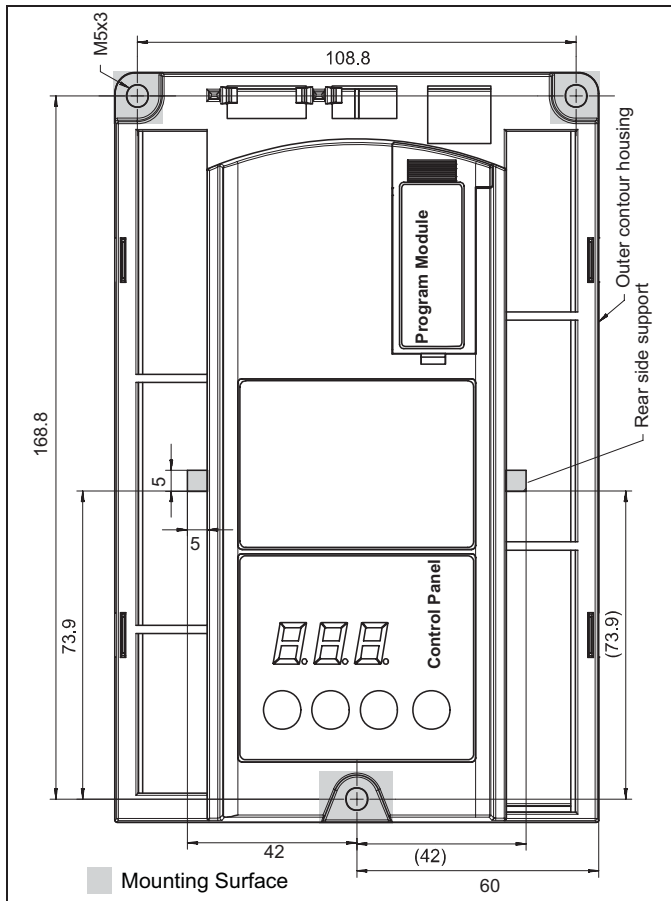 108.8
M5x3
Outer contour housing
Program Module
Rear side support
168.8
5
5
73.9
Control Panel
(73.9)
8.8.8.
42
(42)
60
Mounting Surface